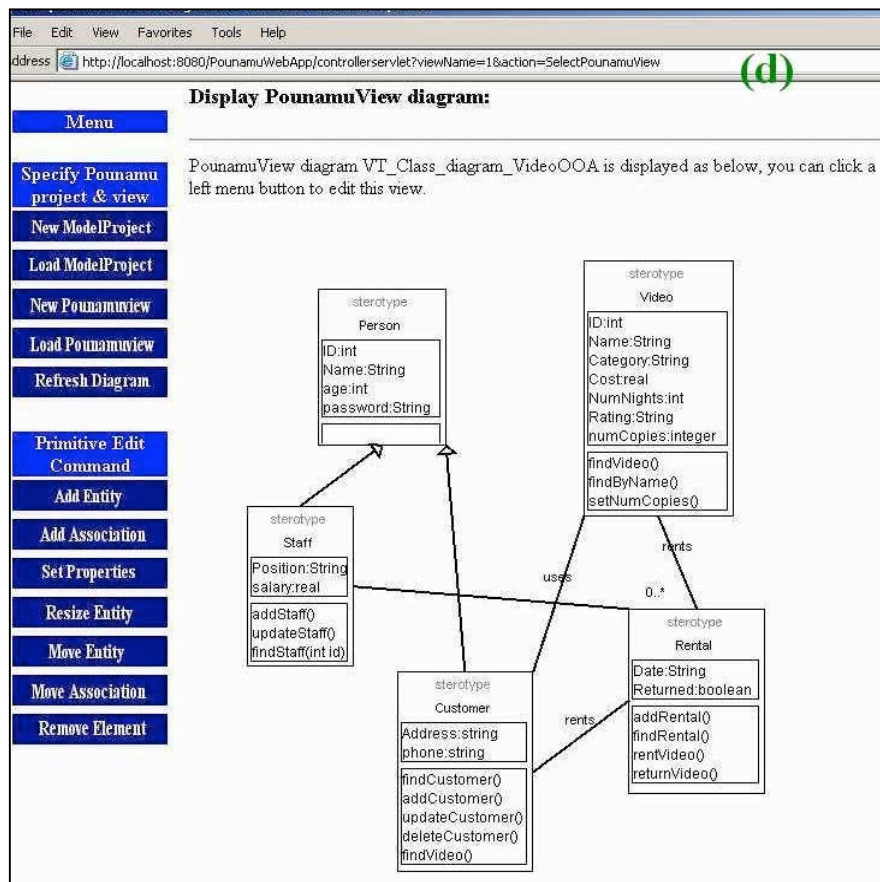 File Edit View Favorites Tools Help
ddress http://localhost:8080/PounamuWebApp/controllerservlet?viewName=1&action=SelectPounamuView
(d)
Menu
Specify Pounamu
project & view
New ModelProject
Load ModelProject
New Pounamuview
Load Pounamuview
Refresh Diagram
Primitive Edit
Command
Add Entity
Add Association
Set Properties
Resize Entity
Move Entity
Move Association
Remove Element
Display PounamuView diagram:
PounamuView diagram VT_Class_diagram_VideoOOA is displayed as below, you can click a
left menu button to edit this view.
sterotype
Person
ID:int
Name:String
age:int
password:String
sterotype
Video
ID:int
Name:String
Category:String
Cost:real
NumNights:int
Rating:String
numCopies:integer
findVideo()
findByName()
setNumCopies()
sterotype
Staff
Position:String
salary:real
addStaff()
updateStaff()
findStaff(int id)
uses
rents
0..*
sterotype
Rental
Date:String
Returned:boolean
addRental()
findRental()
rentVideo()
returnVideo()
rents
sterotype
Customer
Address:string
phone:string
findCustomer()
addCustomer()
updateCustomer()
deleteCustomer()
findVideo()